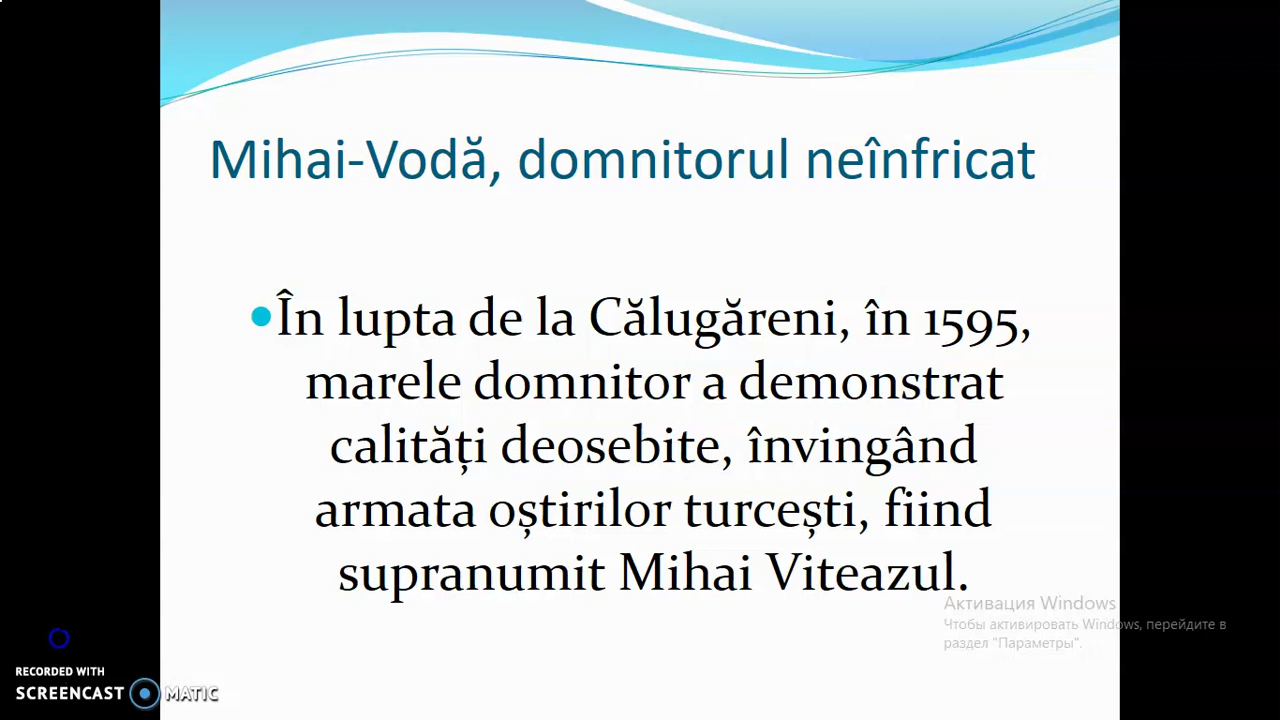 Mihai-Vodă, domnitorul neînfricat
În lupta de la Călugăreni, în 1595,
marele domnitor a demonstrat
calități deosebite, învingând
armata oștirilor turcești, fiind
supranumit Mihai Viteazul.
Активация Windows
Чтобы активировать Windows, перейдите в
раздел "Параметры".
RECORDED WITH
SCREENCAST MATIC